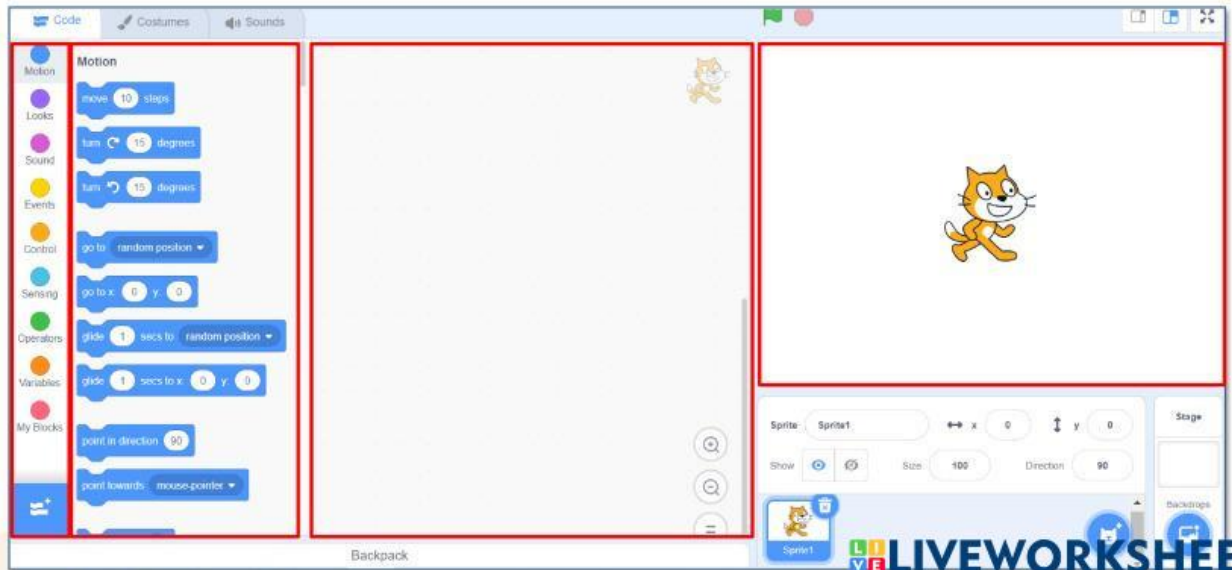 Code
Costumes
Sounds
Motion
Looks
Sound
Events
Control
Sensing
Operators
Variables
My Blocks
Motion
move 10 steps
turn 15 degrees
turn 15 degrees
go to random position
go to x: 0 y: 0
glide 1 secs to random position
glide 1 secs to x: 0 y: 0
point in direction 90
point towards mouse-pointer
Backpack
Sprite Sprite1 x 0 y 0
Show Size 100 Direction 90
Sprite1
Stage
Backdrops
LIVE LIVEWORKSHEE